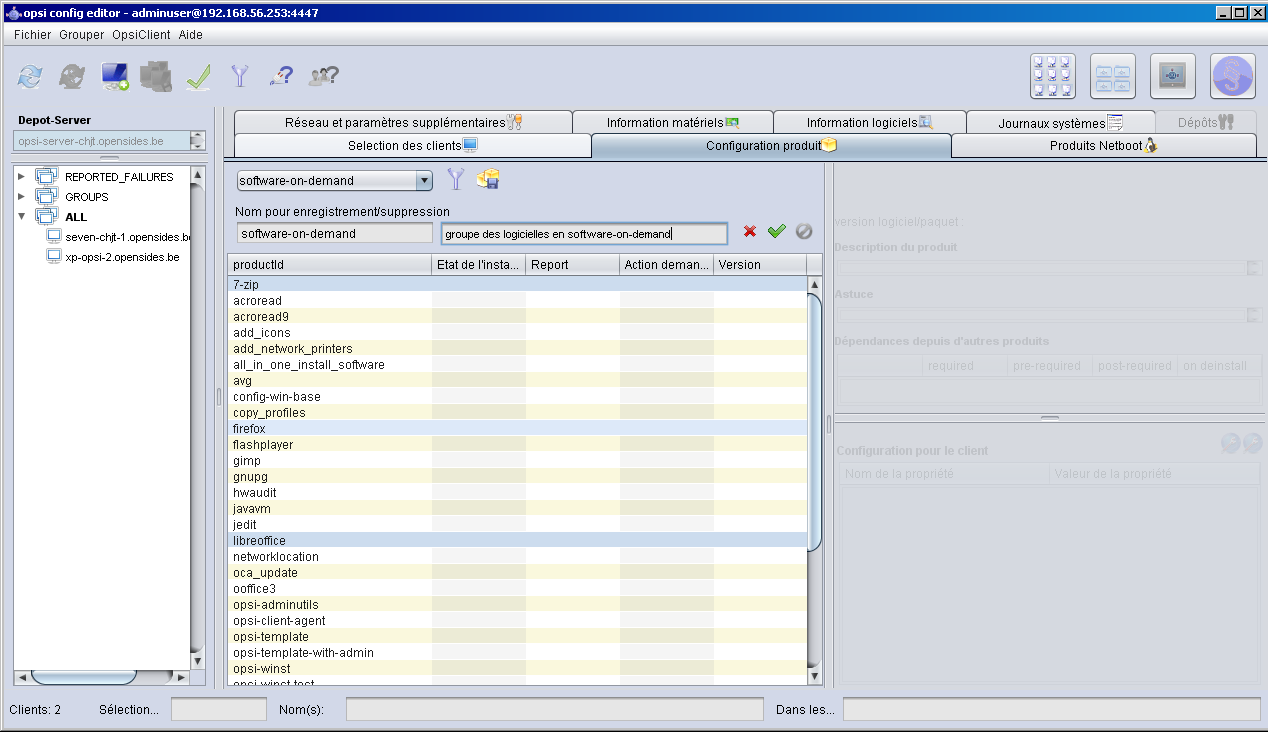 opsi config editor - adminuser@192.168.56.253:4447
Fichier Grouper OpsiClient Aide
Depot-Server
opsi-server-chjt.opensides.be
REPORTED_FAILURES
GROUPS
ALL
seven-chjt-1.opensides.be
xp-opsi-2.opensides.be
Réseau et paramètres supplémentaires Information matériels Information logiciels Journaux systèmes Dépôts
Selection des clients Configuration produit Produits Netboot
software-on-demand
Nom pour enregistrement/suppression
software-on-demand groupe des logicielles en software-on-demand
productId Etat de l'insta... Report Action deman... Version
7-zip
acroread
acroread9
add_icons
add_network_printers
all_in_one_install_software
avg
config-win-base
copy_profiles
firefox
flashplayer
gimp
gnupg
hwaudit
javavm
jedit
libreoffice
networklocation
oca_update
ooffice3
opsi-adminutils
opsi-client-agent
opsi-template
opsi-template-with-admin
opsi-winst
opsi-winst test
version logiciel/paquet
Description du produit
Astuce
Dépendances depuis d'autres produits
required pre-required post-required on deinstall
Configuration pour le client
Nom de la propriété Valeur de la propriété
Clients: 2 Sélection... Nom(s): Dans les...